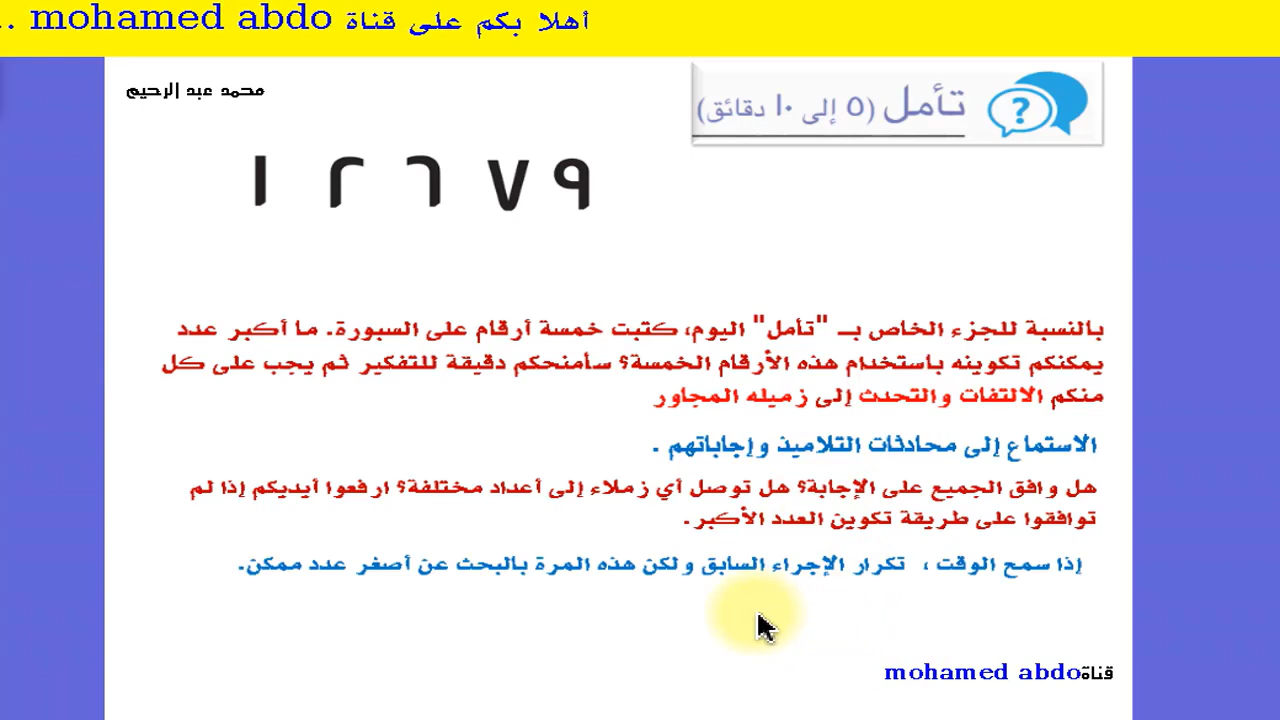 أهلا بكم على قناة mohamed abdo ..
محمد عبد الرحيم
تأمل (٥ إلى ١٠ دقائق)
?
١ ٢ ٦ ٧ ٩
بالنسبة للجزء الخاص بـ "تأمل" اليوم، كتبت خمسة أرقام على السبورة. ما أكبر عدد
يمكنكم تكوينه باستخدام هذه الأرقام الخمسة؟ سأمنحكم دقيقة للتفكير ثم يجب على كل
منكم الالتفات والتحدث إلى زميله المجاور
الاستماع إلى محادثات التلاميذ وإجاباتهم .
هل وافق الجميع على الإجابة؟ هل توصل أي زملاء إلى أعداد مختلفة؟ ارفعوا أيديكم إذا لم
توافقوا على طريقة تكوين العدد الأكبر.
إذا سمح الوقت ، تكرار الإجراء السابق ولكن هذه المرة بالبحث عن أصغر عدد ممكن.
قناةmohamed abdo